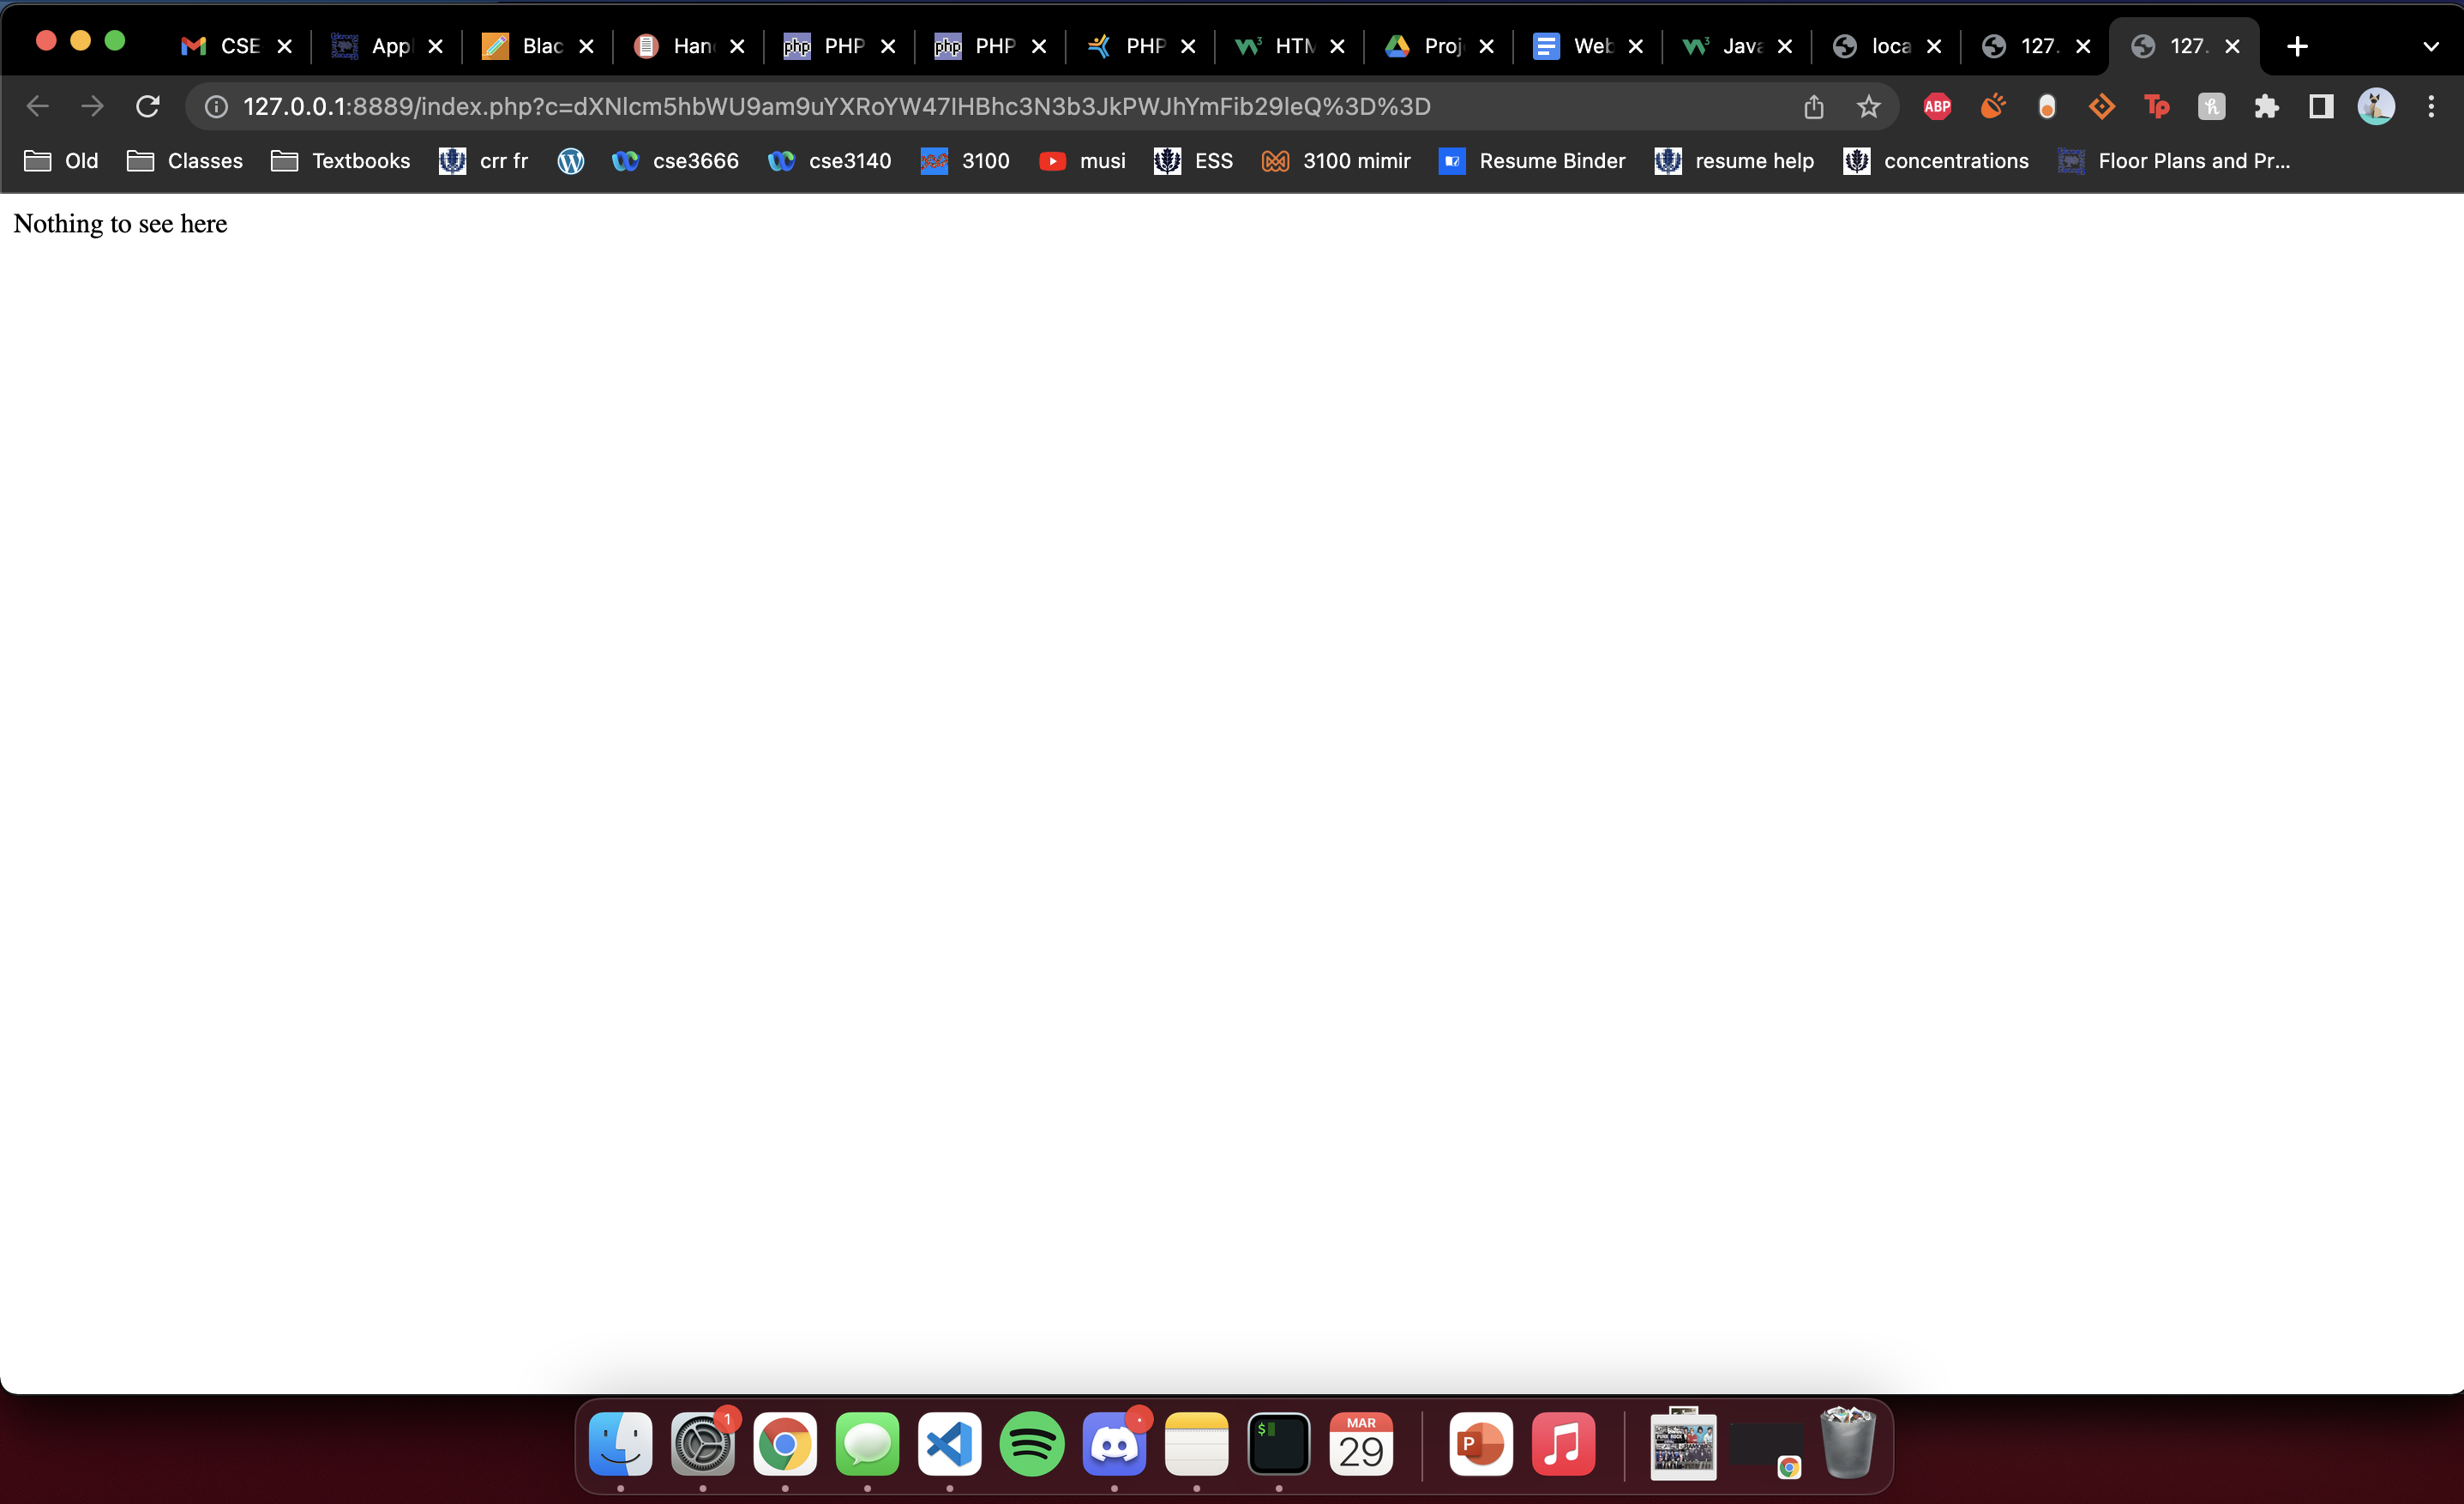 CSE App Blac Han PHP PHP PHP HTM Proj Web Java loca 127. 127.
127.0.0.1:8889/index.php?c=dXNlcm5hbWU9am9uYXRoYW47IHBhc3N3b3JkPWJhYmFib29leQ%3D%3D
ABP Tp h
Old Classes Textbooks crr fr cse3666 cse3140 3100 musi ESS 3100 mimir Resume Binder resume help concentrations Floor Plans and Pr...
Nothing to see here
1
$
MAR
29
P